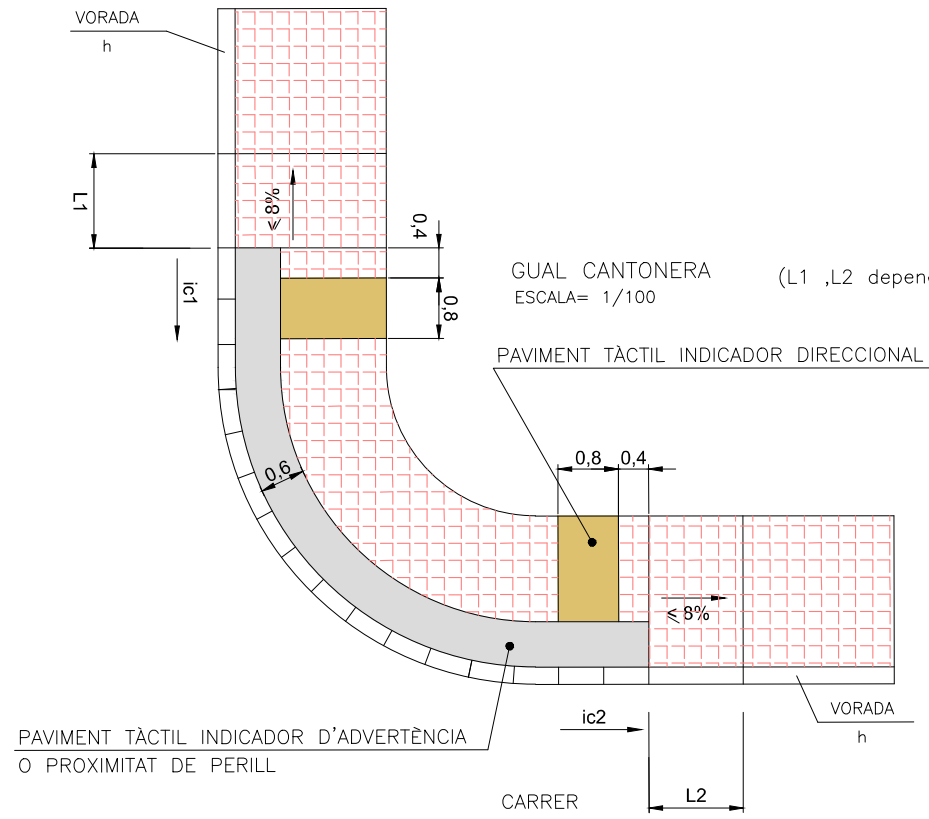 VORADA
h
L1
≤8%
0,4
ic1
0,8
GUAL CANTONERA
ESCALA= 1/100
(L1 ,L2 depen
PAVIMENT TÀCTIL INDICADOR DIRECCIONAL
0,6
0,8
0,4
≤ 8%
ic2
VORADA
h
PAVIMENT TÀCTIL INDICADOR D'ADVERTÈNCIA
O PROXIMITAT DE PERILL
CARRER
L2